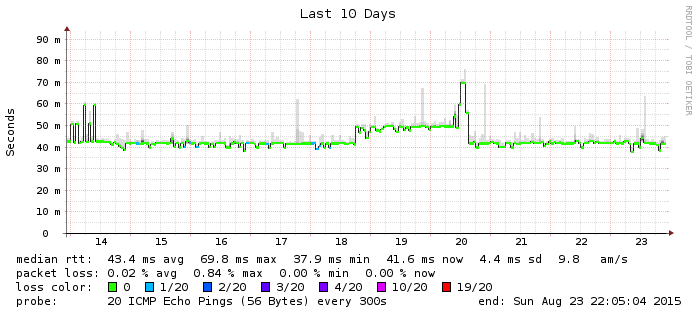 Last 10 Days
RRDTOOL / TOBI OETIKER
Seconds
90 m
80 m
70 m
60 m
50 m
40 m
30 m
20 m
10 m
0
14 15 16 17 18 19 20 21 22 23
median rtt: 43.4 ms avg 69.8 ms max 37.9 ms min 41.6 ms now 4.4 ms sd 9.8 am/s
packet loss: 0.02 % avg 0.84 % max 0.00 % min 0.00 % now
loss color: 0 1/20 2/20 3/20 4/20 10/20 19/20
probe: 20 ICMP Echo Pings (56 Bytes) every 300s end: Sun Aug 23 22:05:04 2015